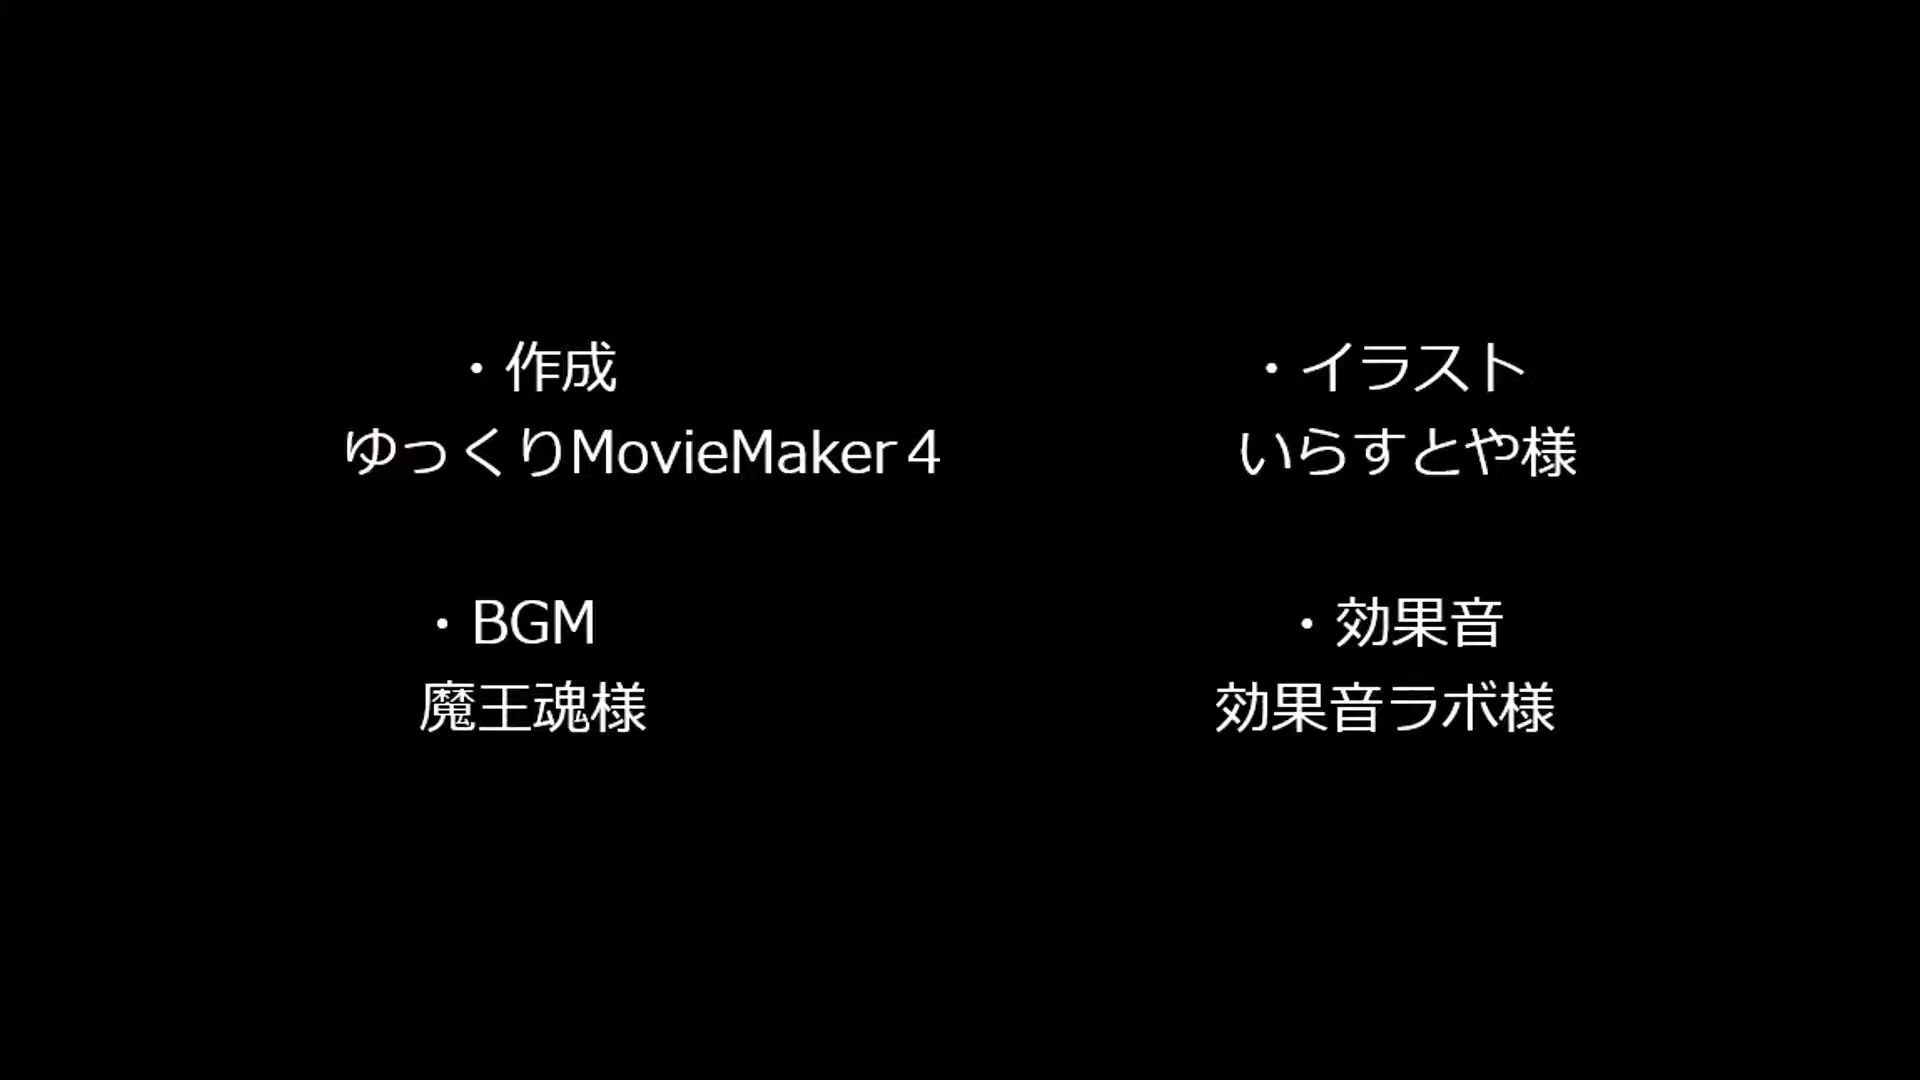 ・作成
ゆっくりMovieMaker４
・イラスト
いらすとや様
・BGM
魔王魂様
・効果音
効果音ラボ様